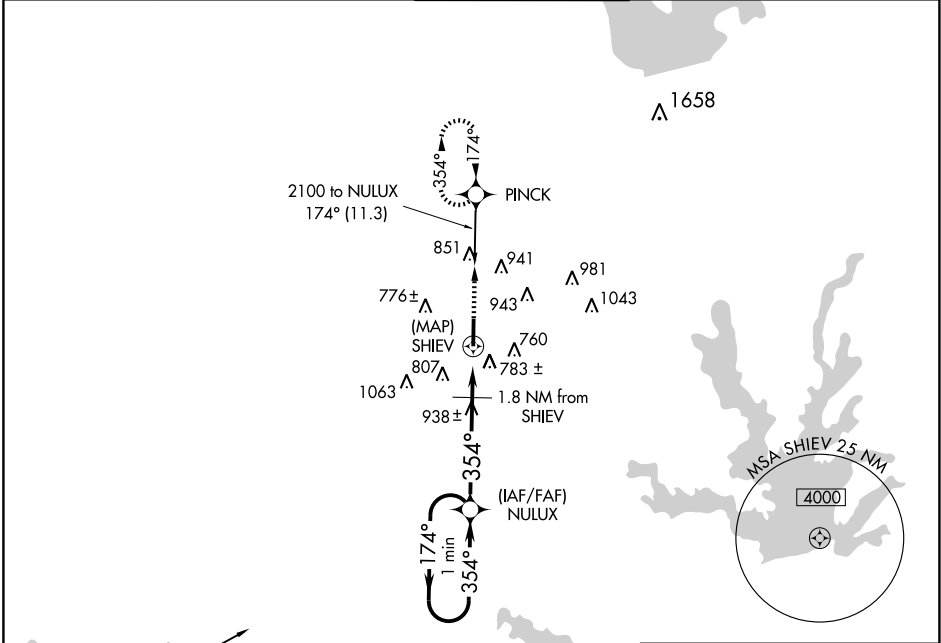 1658
354°
174°
PINCK
2100 to NULUX
174° (11.3)
851
941
981
776±
943
1043
(MAP)
SHIEV
760
783 ±
807
1063
1.8 NM from
SHIEV
938±
354°
(IAF/FAF)
NULUX
174°
1 min
354°
MSA SHIEV 25 NM
4000